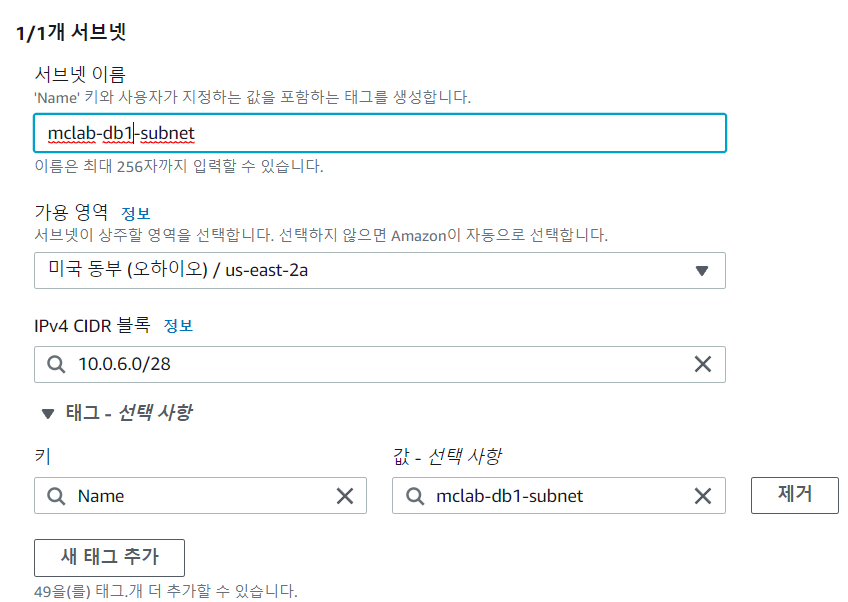 1/1개 서브넷
서브넷 이름
'Name' 키와 사용자가 지정하는 값을 포함하는 태그를 생성합니다.
mclab-db1-subnet
이름은 최대 256자까지 입력할 수 있습니다.
가용 영역 정보
서브넷이 상주할 영역을 선택합니다. 선택하지 않으면 Amazon이 자동으로 선택합니다.
미국 동부 (오하이오) / us-east-2a
IPv4 CIDR 블록 정보
10.0.6.0/28
태그 - 선택 사항
키 값 - 선택 사항
Name mclab-db1-subnet 제거
새 태그 추가
49을(를) 태그.개 더 추가할 수 있습니다.